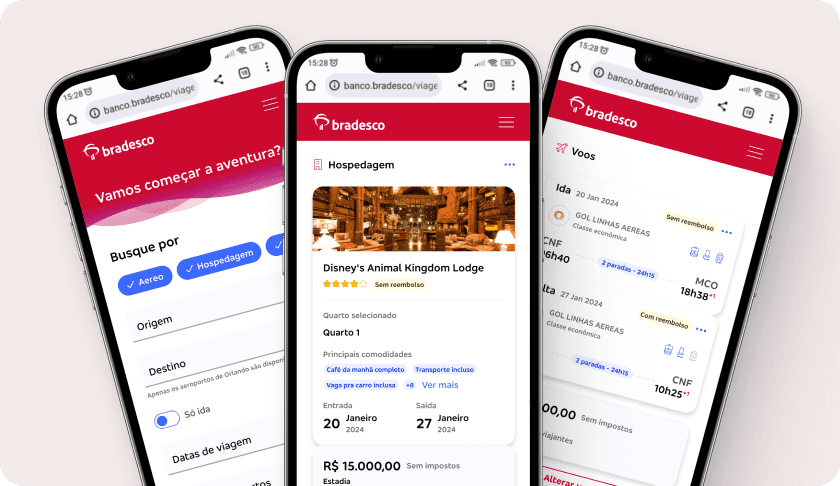 15:28
18
banco.bradesco/viage
bradesco
Vamos começar a aventura?
Busque por
Aereo
Hospedagem
Origem
Destino
Apenas os aeroportos de Orlando são
Só ida
Datas de viagem
15:28
banco.bradesco/viage
18
bradesco
Hospedagem
Disney's Animal Kingdom Lodge
Sem reembolso
Quarto selecionado
Quarto 1
Principais comodidades
Café da manhã completo Transporte incluso
Vaga pra carro inclusa +8 Ver mais
Entrada Saída
20 Janeiro 2024 27 Janeiro 2024
R$ 15.000,00 Sem impostos
Estadia
15:28
banco.bradesco/viage
18
bradesco
Voos
Ida 20 Jan 2024
Sem reembolso
GOL LINHAS AEREAS
Classe econômica
CNF
MCO
6h40
2 paradas - 24h15
18h38+1
lta 27 Jan 2024
Com reembolso
GOL LINHAS AEREAS
Classe econômica
2 paradas - 24h15
CNF
10h25+1
00,00 Sem impostos
viajantes
Alterar